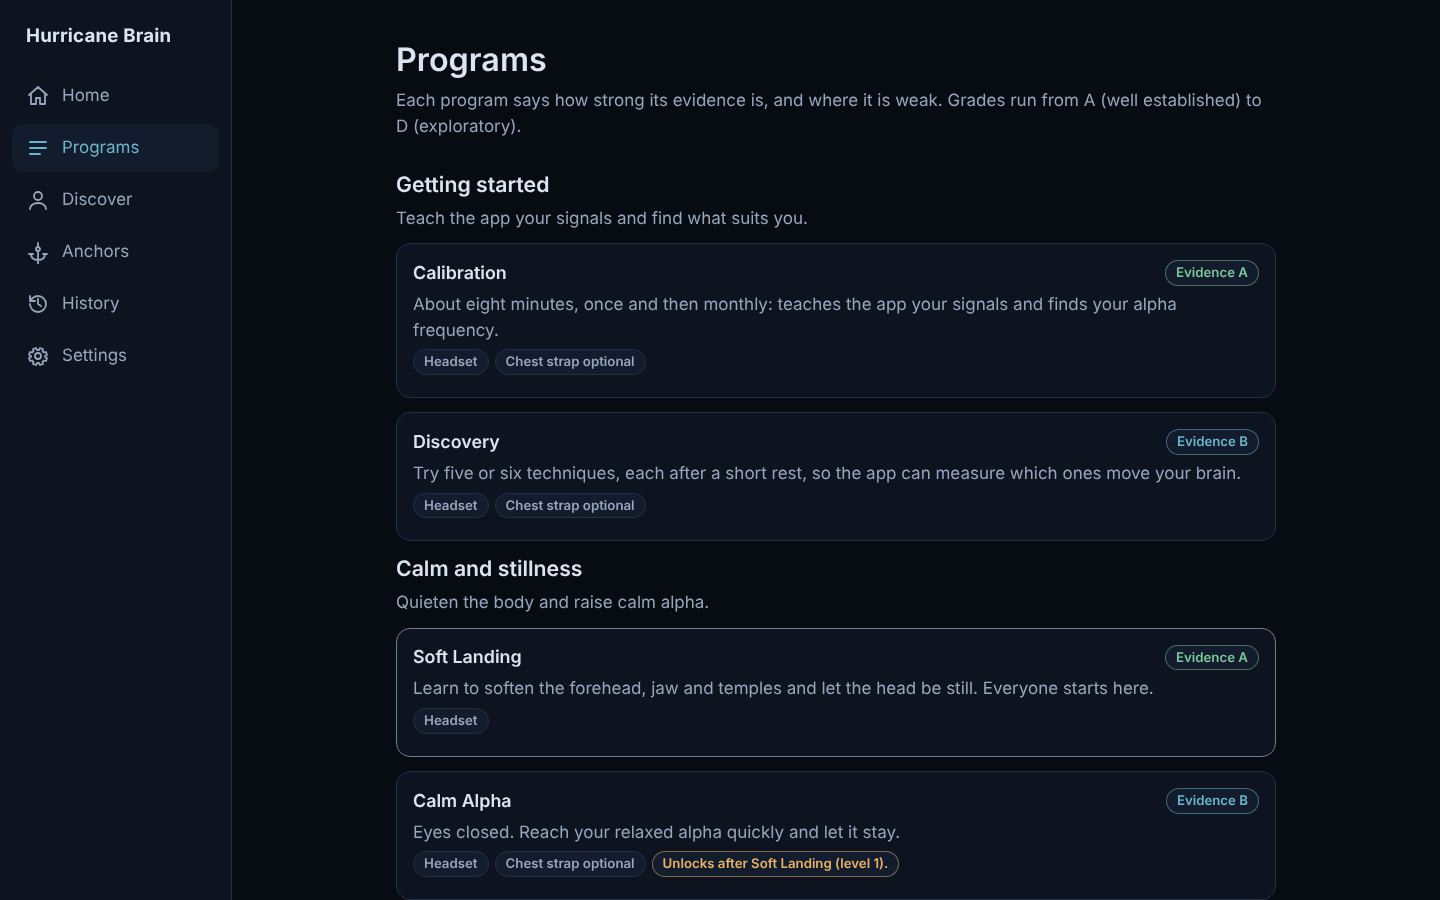 Hurricane Brain
Home
Programs
Discover
Anchors
History
Settings
Programs
Each program says how strong its evidence is, and where it is weak. Grades run from A (well established) to
D (exploratory).
Getting started
Teach the app your signals and find what suits you.
Calibration
Evidence A
About eight minutes, once and then monthly: teaches the app your signals and finds your alpha
frequency.
Headset
Chest strap optional
Discovery
Evidence B
Try five or six techniques, each after a short rest, so the app can measure which ones move your brain.
Headset
Chest strap optional
Calm and stillness
Quieten the body and raise calm alpha.
Soft Landing
Evidence A
Learn to soften the forehead, jaw and temples and let the head be still. Everyone starts here.
Headset
Calm Alpha
Evidence B
Eyes closed. Reach your relaxed alpha quickly and let it stay.
Headset
Chest strap optional
Unlocks after Soft Landing (level 1).